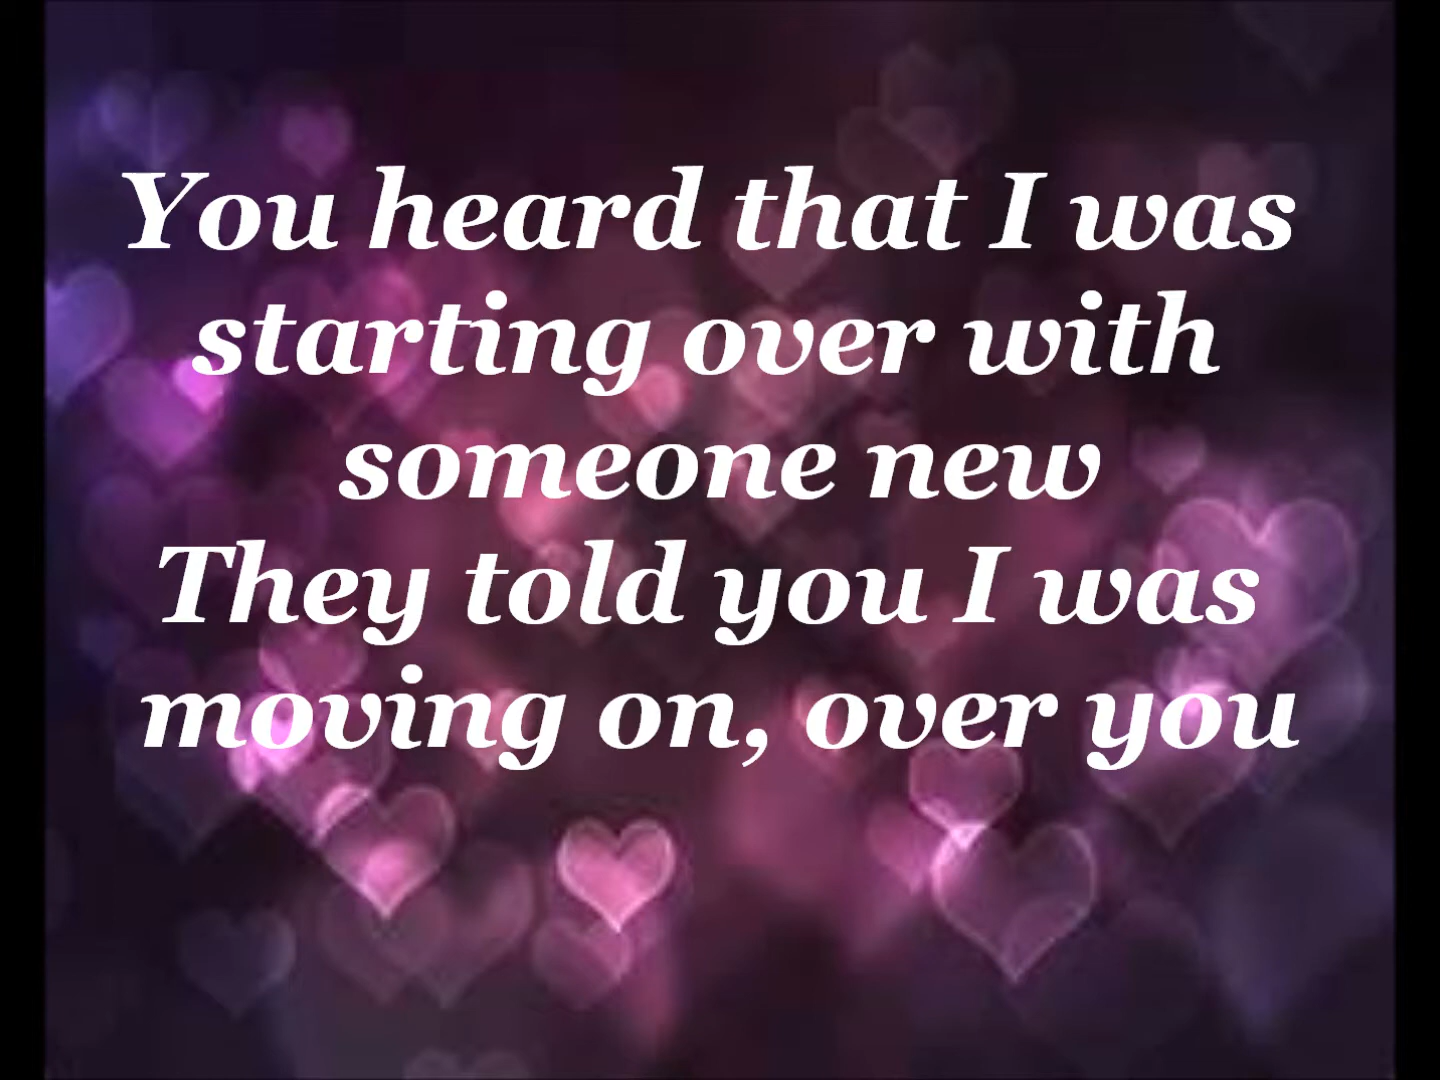 You heard that I was
starting over with
someone new
They told you I was
moving on, over you